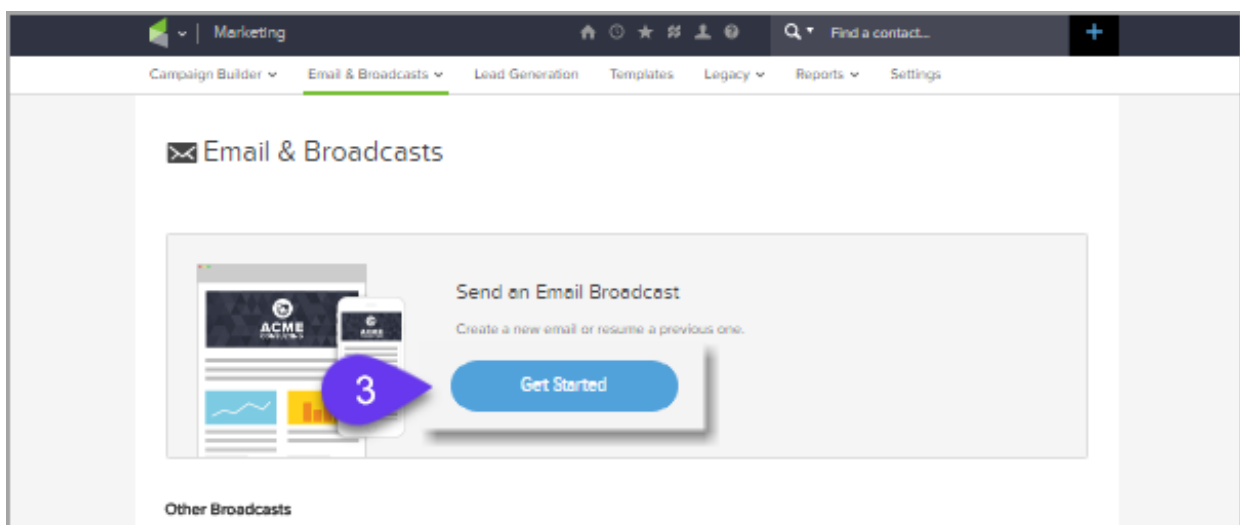 Marketing
Find a contact...
+
Campaign Builder Email & Broadcasts Lead Generation Templates Legacy Reports Settings
Email & Broadcasts
Send an Email Broadcast
ACME
ACME
Create a new email or resume a previous one.
3
Get Started
Other Broadcasts